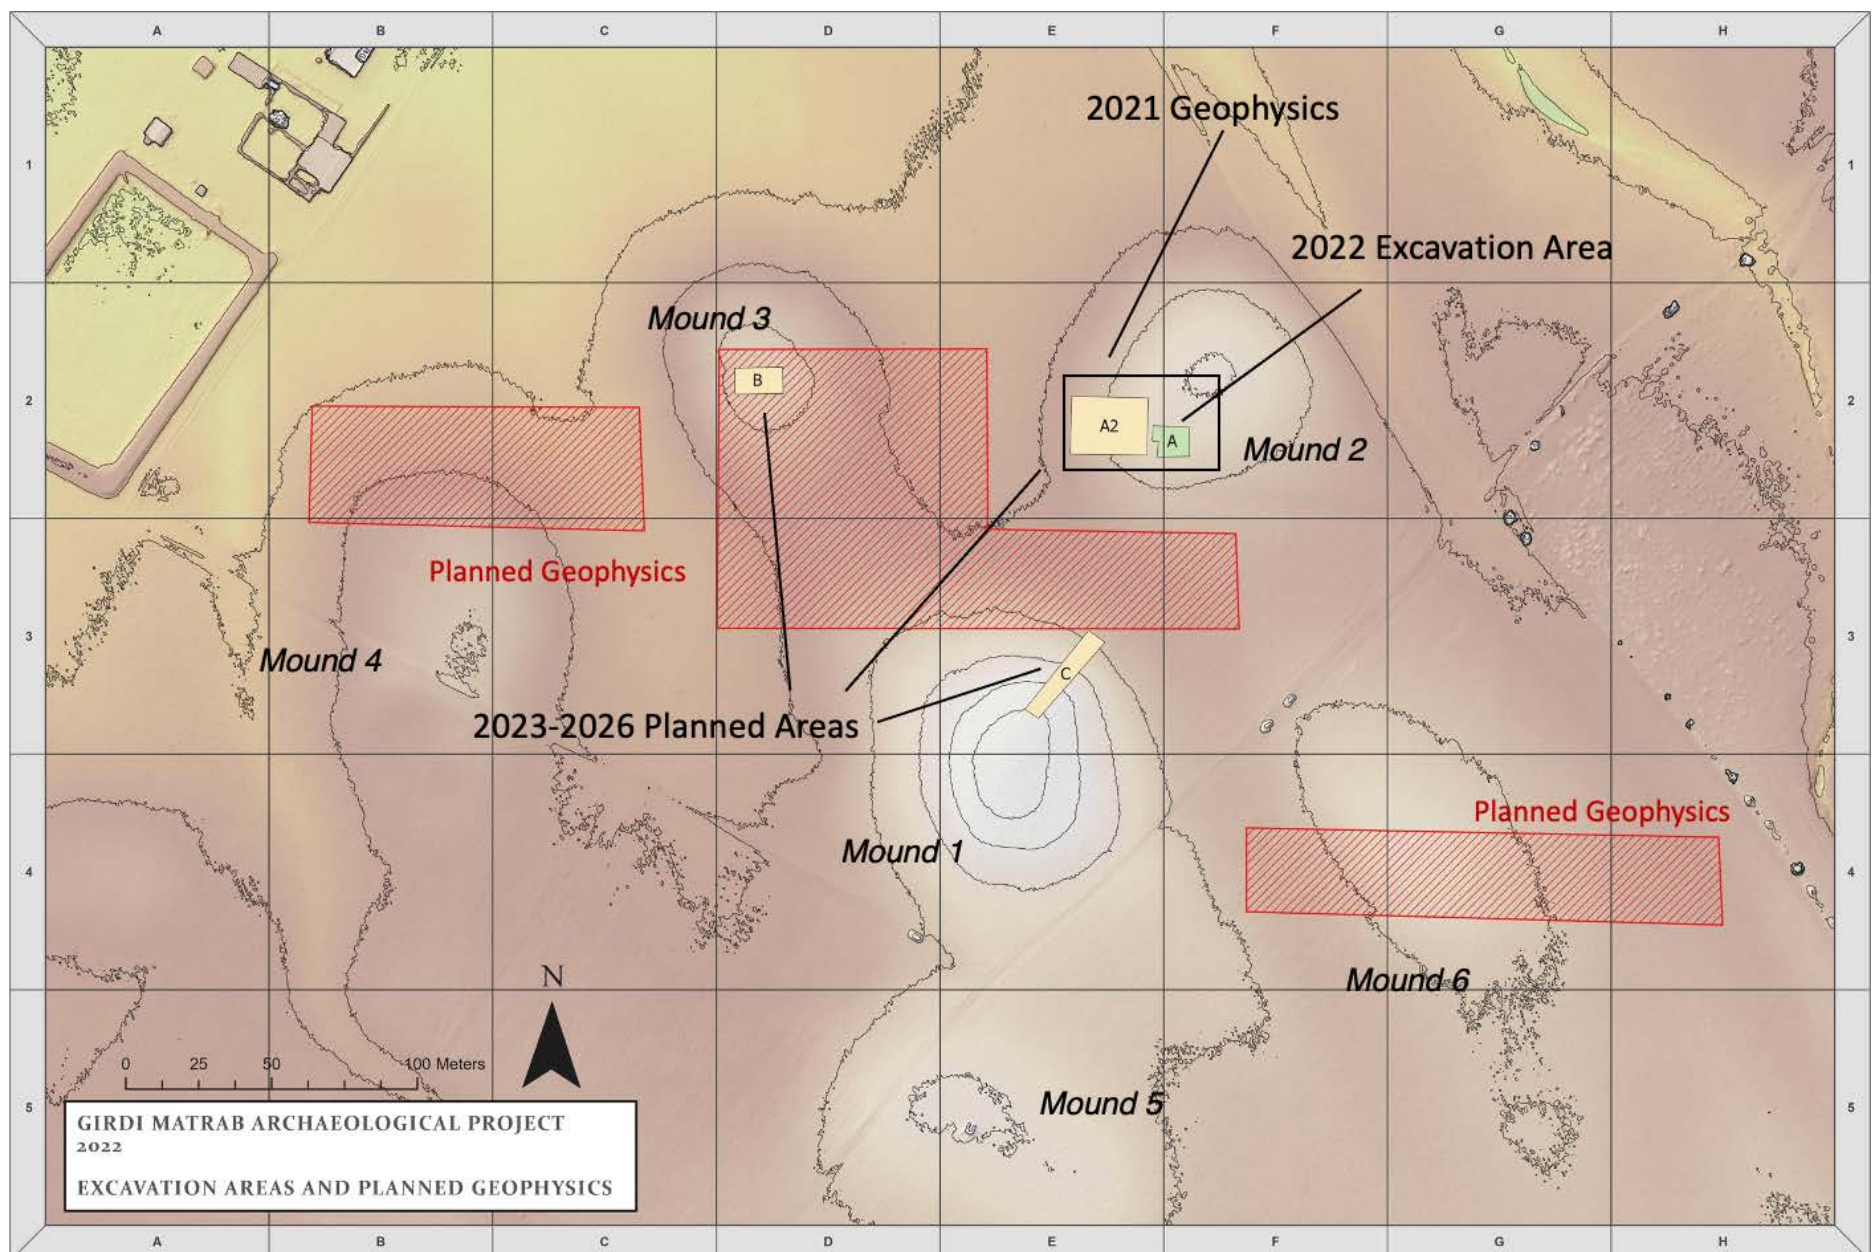 A B C D E F G H
2021 Geophysics
1 1
2022 Excavation Area
Mound 3
B
2 2
A2
A
Mound 2
Planned Geophysics
3 3
Mound 4
C
2023-2026 Planned Areas
Planned Geophysics
Mound 1
4 4
N
Mound 6
0 25 50 100 Meters
Mound 5
5 5
GIRDI MATRAB ARCHAEOLOGICAL PROJECT
2022
EXCAVATION AREAS AND PLANNED GEOPHYSICS
A B C D E F G H